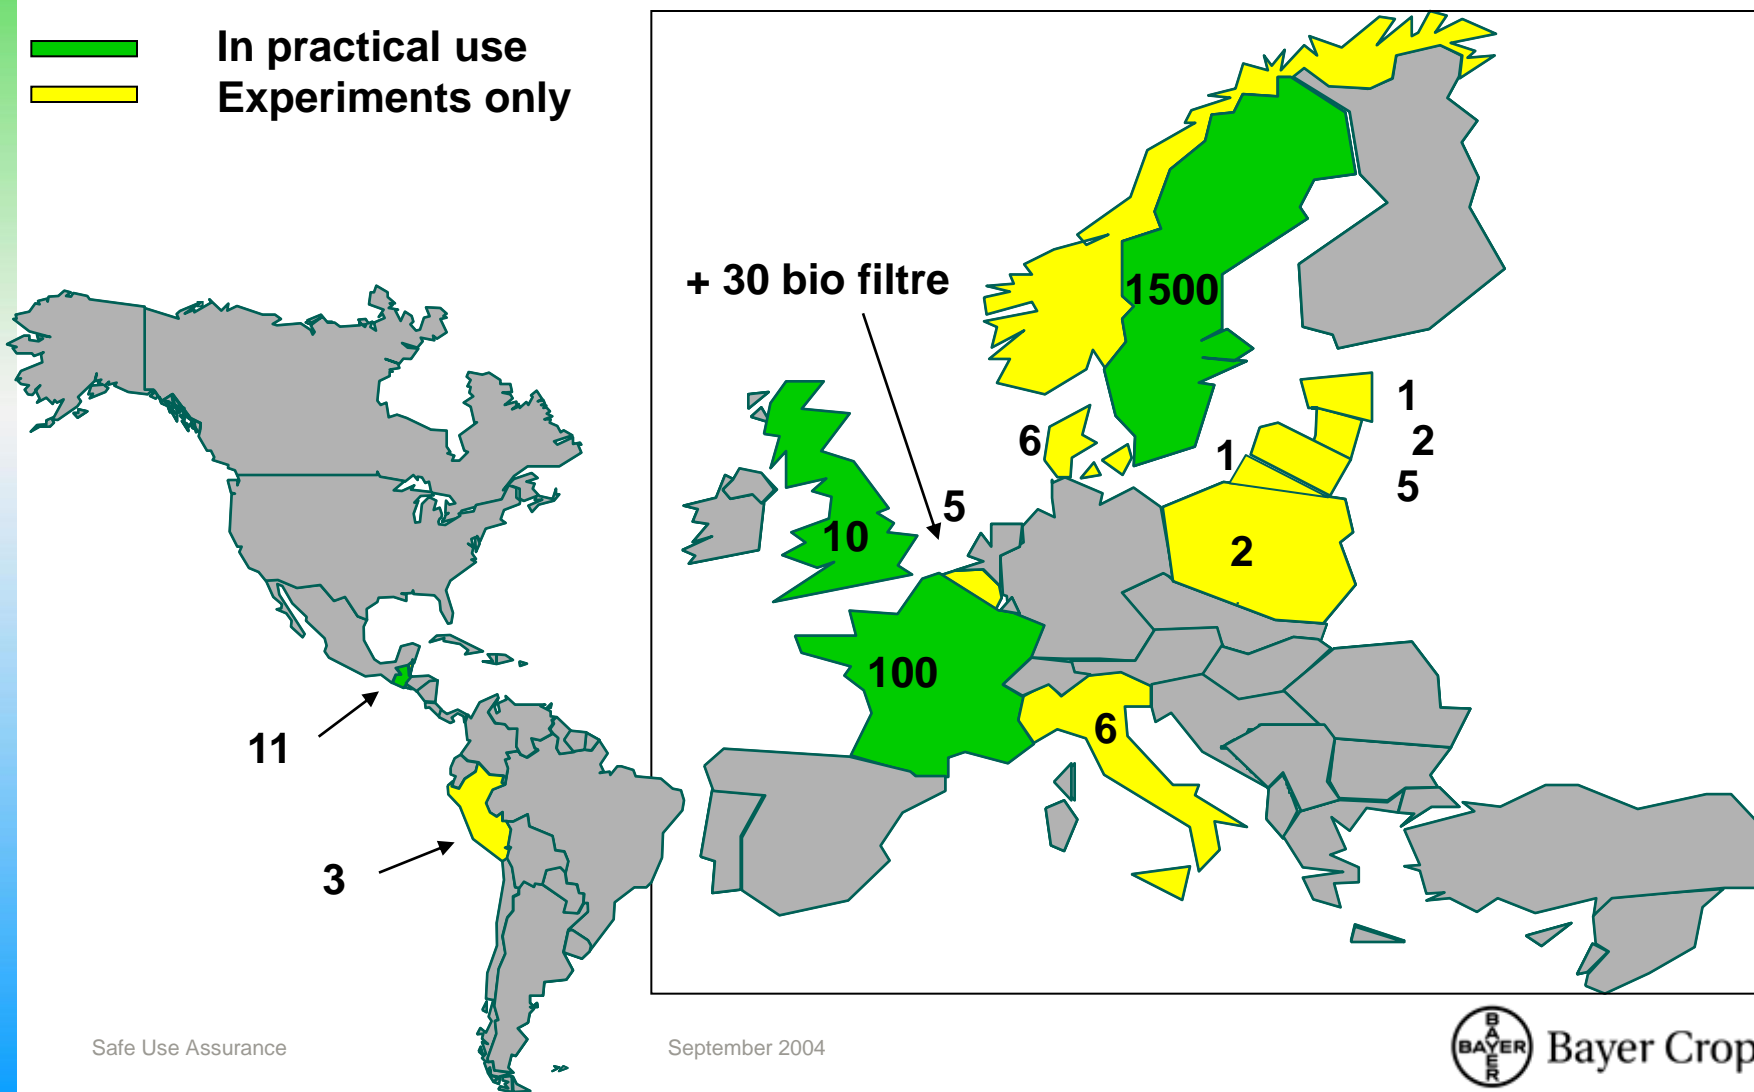 In practical use
Experiments only
+ 30 bio filtre
1500
1
2
5
6
1
5
10
2
100
6
11
3
Safe Use Assurance
September 2004
BAYER
BAYER
Bayer Crop